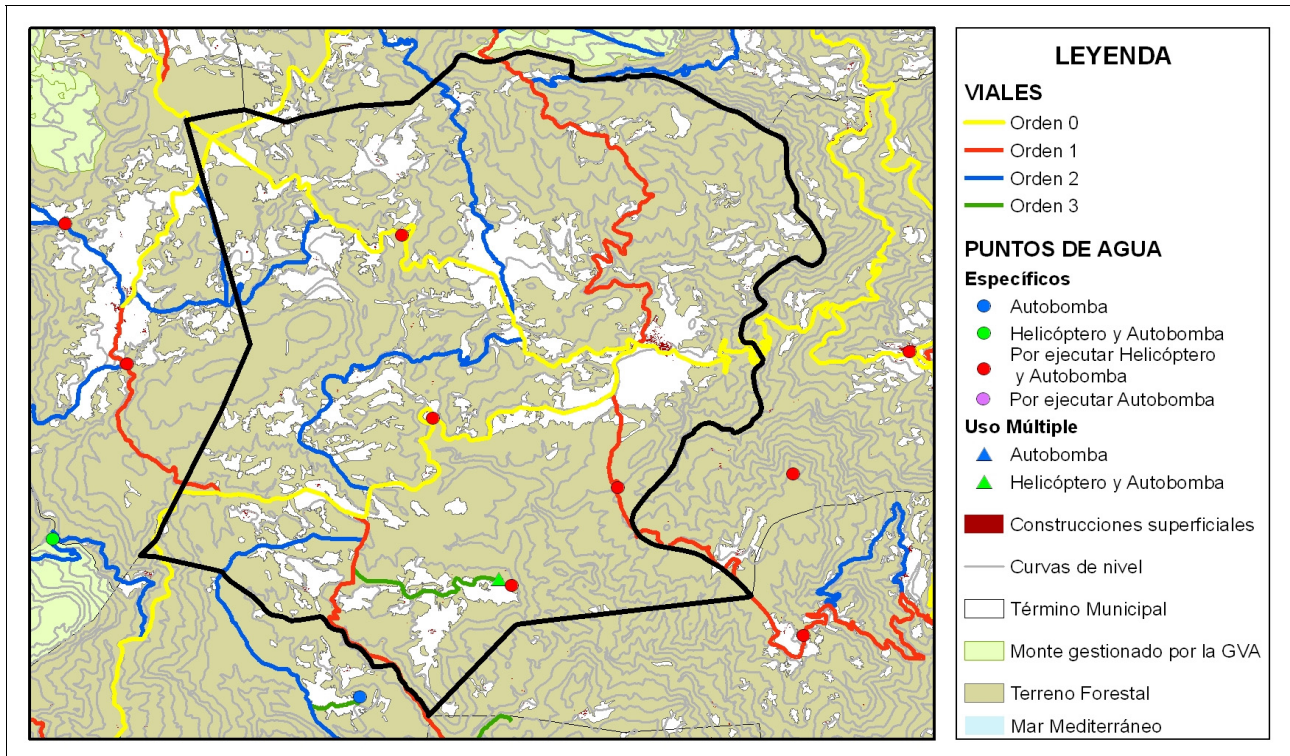 LEYENDA
VIALES
Orden 0
Orden 1
Orden 2
Orden 3
PUNTOS DE AGUA
Específicos
Autobomba
Helicóptero y Autobomba
Por ejecutar Helicóptero
y Autobomba
Por ejecutar Autobomba
Uso Múltiple
Autobomba
Helicóptero y Autobomba
Construcciones superficiales
Curvas de nivel
Término Municipal
Monte gestionado por la GVA
Terreno Forestal
Mar Mediterráneo